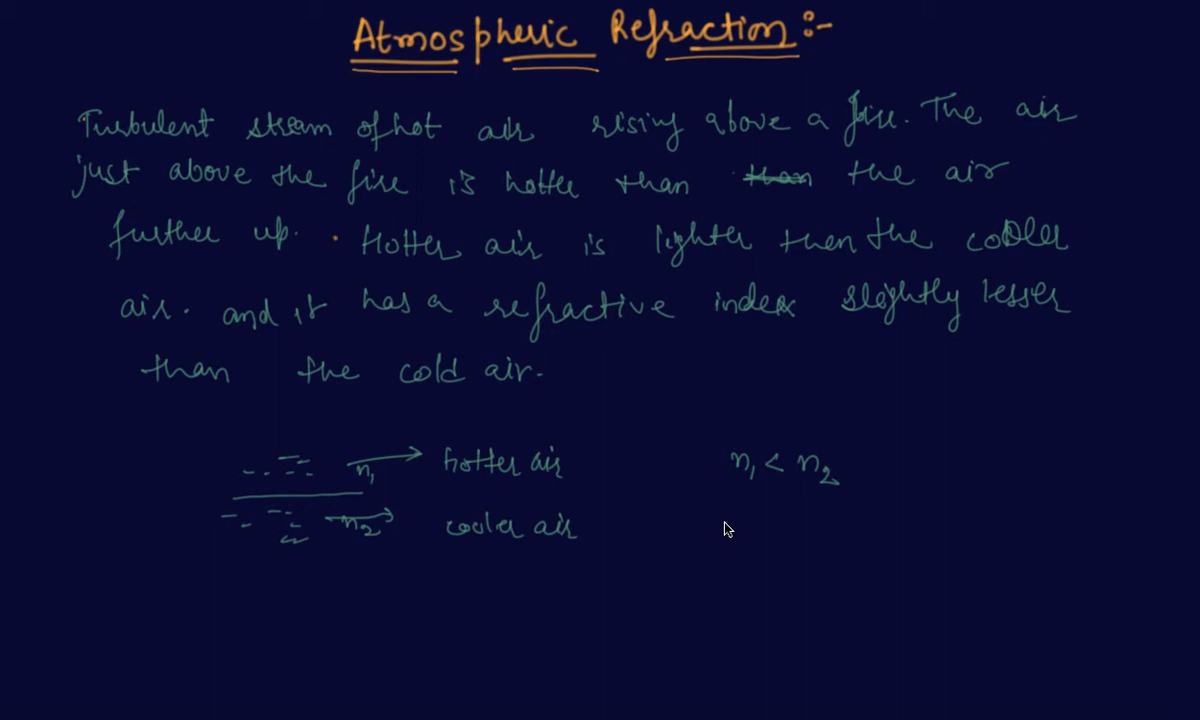 Atmospheric Refraction :-
Turbulent stream of hot air rising above a fire. The air
just above the fire is hotter than than the air
further up. Hotter air is lighter then the cooler
air. and it has a refractive index slightly lesser
than the cold air.
n1 hotter air n1 < n2
n2 cooler air